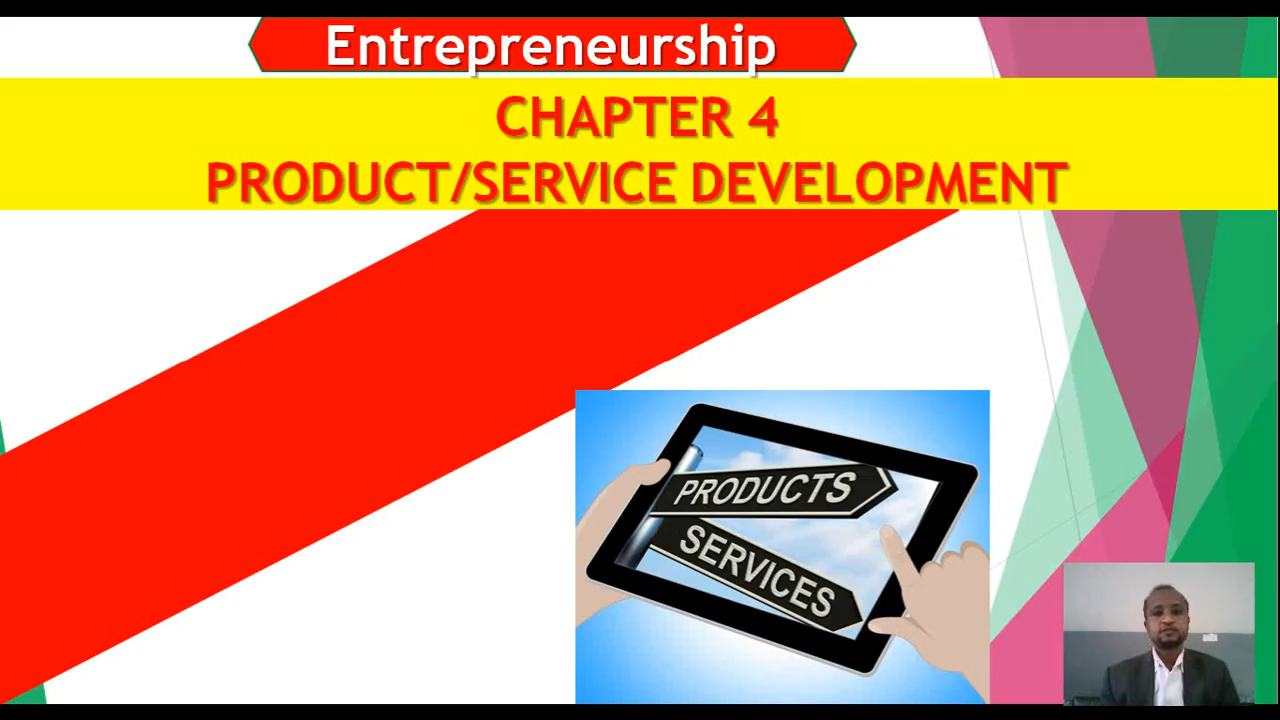 Entrepreneurship
CHAPTER 4
PRODUCT/SERVICE DEVELOPMENT
PRODUCTS
SERVICES